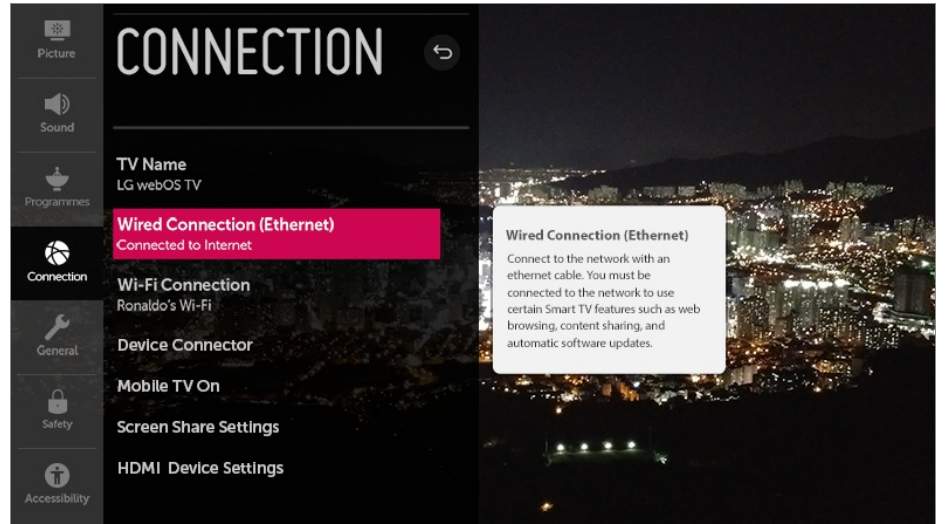 Picture
Sound
Programmes
Connection
General
Safety
Accessibility
CONNECTION
TV Name
LG webOS TV
Wired Connection (Ethernet)
Connected to Internet
Wi-Fi Connection
Ronaldo's Wi-Fi
Device Connector
Mobile TV On
Screen Share Settings
HDMI Device Settings
Wired Connection (Ethernet)
Connect to the network with an
ethernet cable. You must be
connected to the network to use
certain Smart TV features such as web
browsing, content sharing, and
automatic software updates.